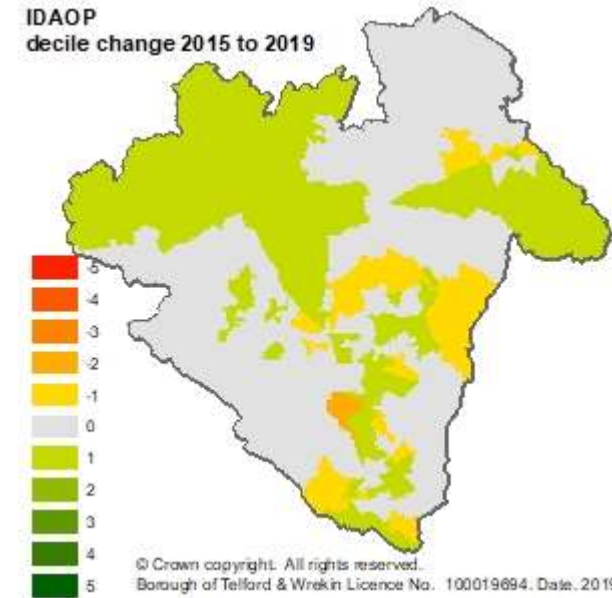 IDAOP
decile change 2015 to 2019
-5
-4
-3
-2
-1
0
1
2
3
4
5
© Crown copyright. All rights reserved.
Borough of Telford & Wrekin Licence No. 100019694. Date. 2019